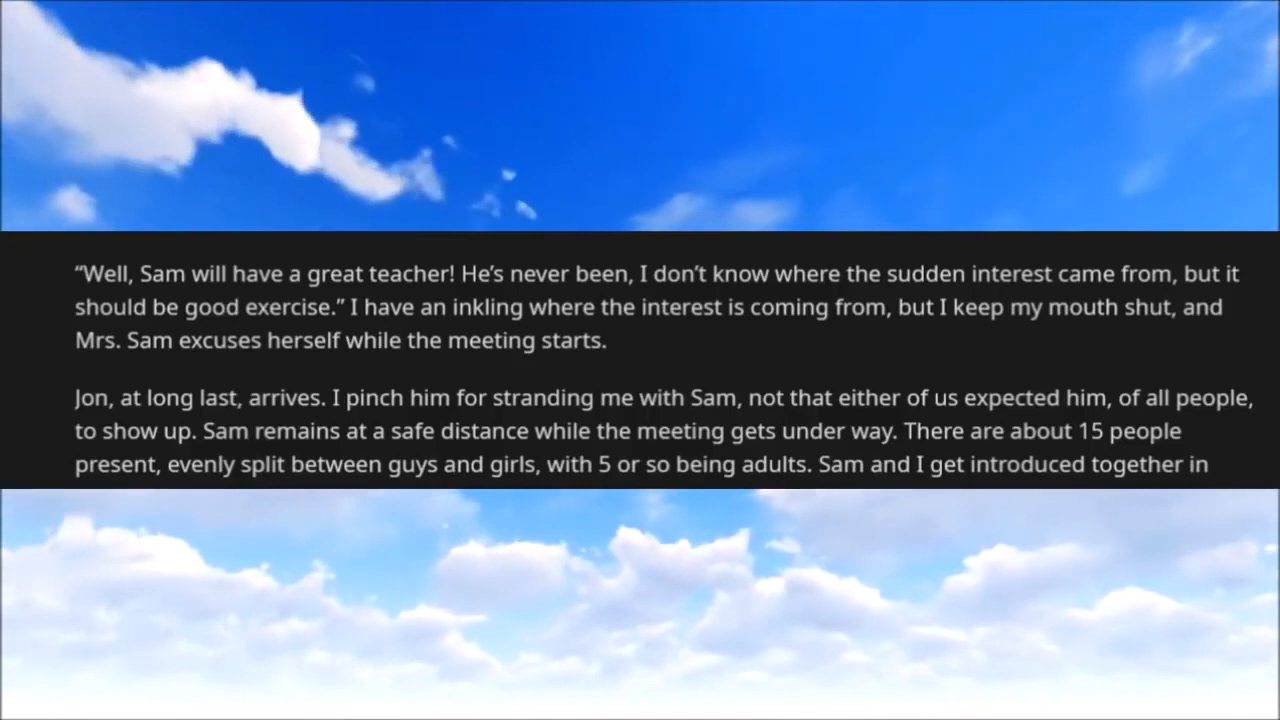 “Well, Sam will have a great teacher! He’s never been, I don’t know where the sudden interest came from, but it
should be good exercise.” I have an inkling where the interest is coming from, but I keep my mouth shut, and
Mrs. Sam excuses herself while the meeting starts.
Jon, at long last, arrives. I pinch him for stranding me with Sam, not that either of us expected him, of all people,
to show up. Sam remains at a safe distance while the meeting gets under way. There are about 15 people
present, evenly split between guys and girls, with 5 or so being adults. Sam and I get introduced together in